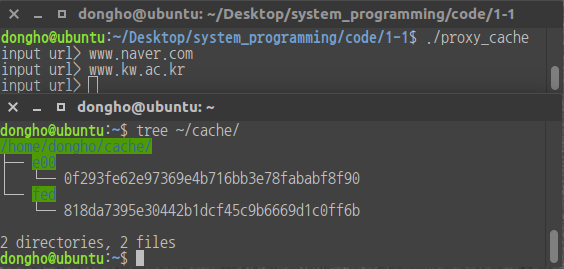 dongho@ubuntu: ~/Desktop/system_programming/code/1-1
dongho@ubuntu:~/Desktop/system_programming/code/1-1$ ./proxy_cache
input url> www.naver.com
input url> www.kw.ac.kr
input url>
dongho@ubuntu: ~
dongho@ubuntu:~$ tree ~/cache/
/home/dongho/cache/
├── e00
│   └── 0f293fe62e97369e4b716bb3e78fababf8f90
└── fed
    └── 818da7395e30442b1dcf45c9b6669d1c0ff6b
2 directories, 2 files
dongho@ubuntu:~$